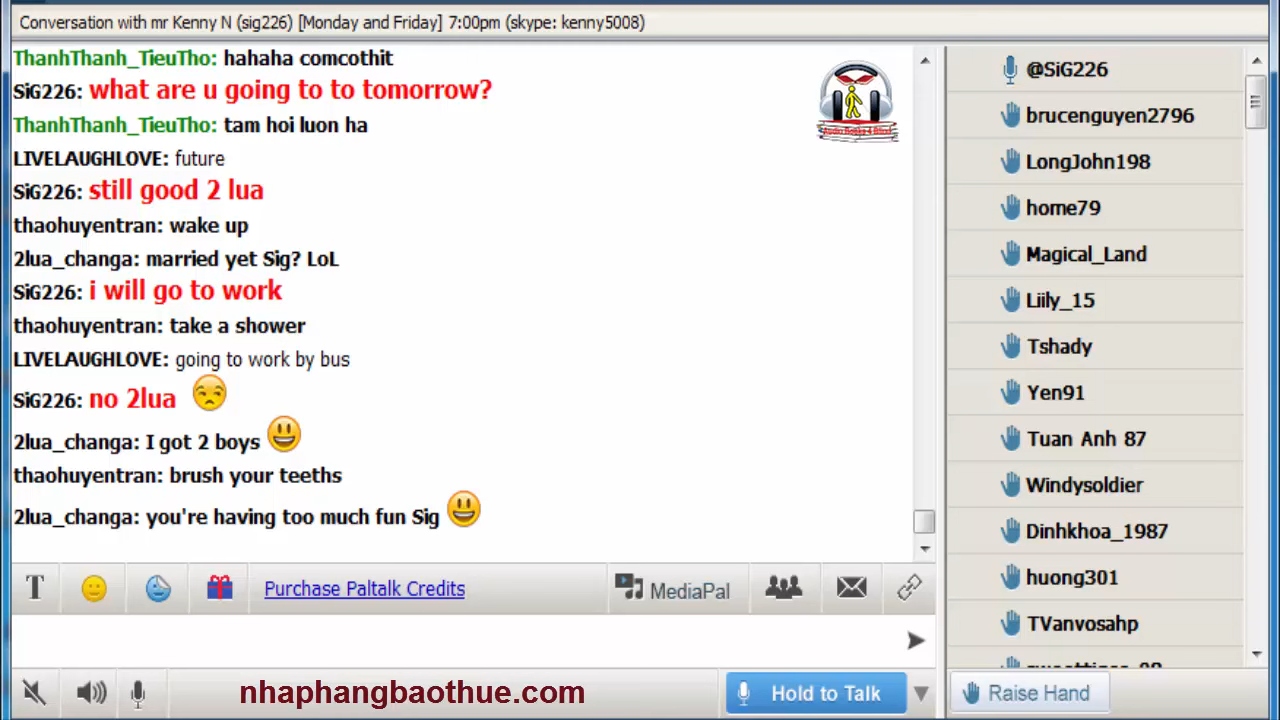 Conversation with mr Kenny N (sig226) [Monday and Friday] 7:00pm (skype: kenny5008)
ThanhThanh_TieuTho: hahaha comcothit
SiG226: what are u going to to tomorrow?
ThanhThanh_TieuTho: tam hoi luon ha
LIVELAUGHLOVE: future
SiG226: still good 2 lua
thaohuyentran: wake up
2lua_changa: married yet Sig? LoL
SiG226: i will go to work
thaohuyentran: take a shower
LIVELAUGHLOVE: going to work by bus
SiG226: no 2lua
2lua_changa: I got 2 boys
thaohuyentran: brush your teeths
2lua_changa: you're having too much fun Sig
Audio Books 4 Blind
@SiG226
brucenguyen2796
LongJohn198
home79
Magical_Land
Liily_15
Tshady
Yen91
Tuan Anh 87
Windysoldier
Dinhkhoa_1987
huong301
TVanvosahp
T
Purchase Paltalk Credits
MediaPal
nhaphangbaothue.com
Hold to Talk
Raise Hand